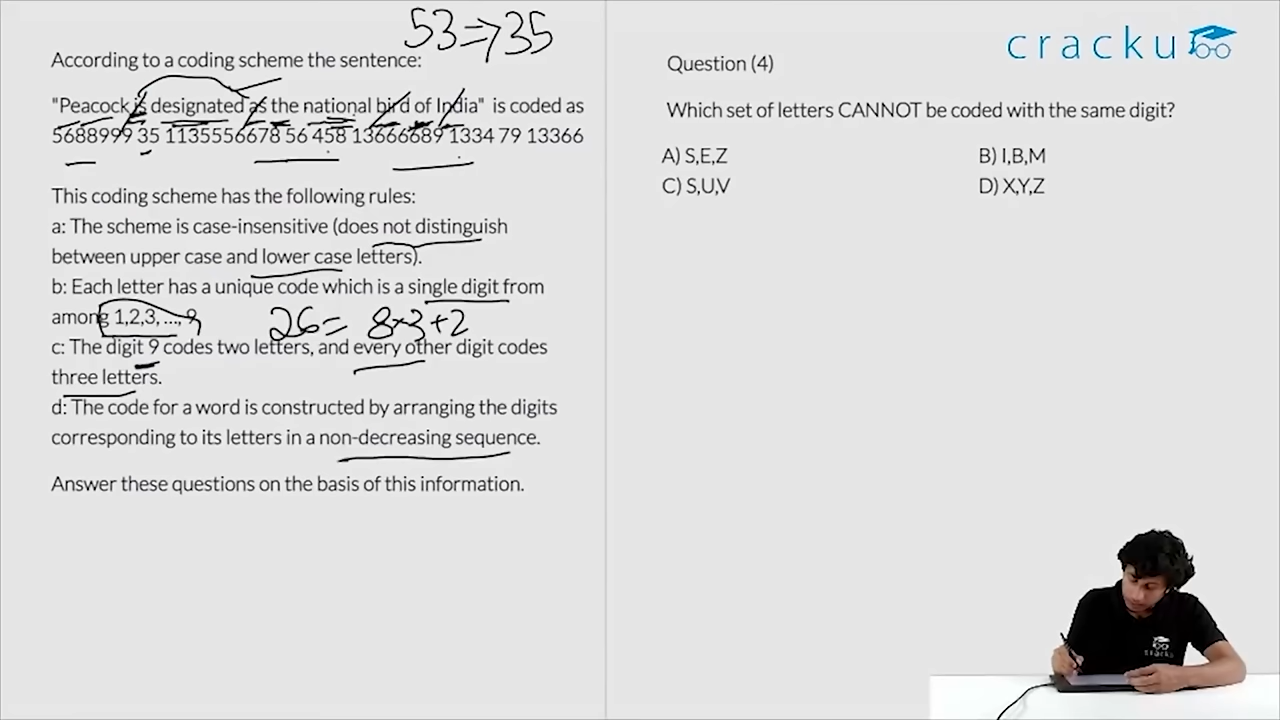 53⇒35
According to a coding scheme the sentence:
"Peacock is designated as the national bird of India" is coded as
5688999 35 1135556678 56 458 13666689 1334 79 13366
This coding scheme has the following rules:
a: The scheme is case-insensitive (does not distinguish
between upper case and lower case letters).
b: Each letter has a unique code which is a single digit from
among 1,2,3, ..., 9.
26= 8×3+2
c: The digit 9 codes two letters, and every other digit codes
three letters.
d: The code for a word is constructed by arranging the digits
corresponding to its letters in a non-decreasing sequence.
Answer these questions on the basis of this information.
cracku
Question (4)
Which set of letters CANNOT be coded with the same digit?
A) S,E,Z
B) I,B,M
C) S,U,V
D) X,Y,Z
cracku